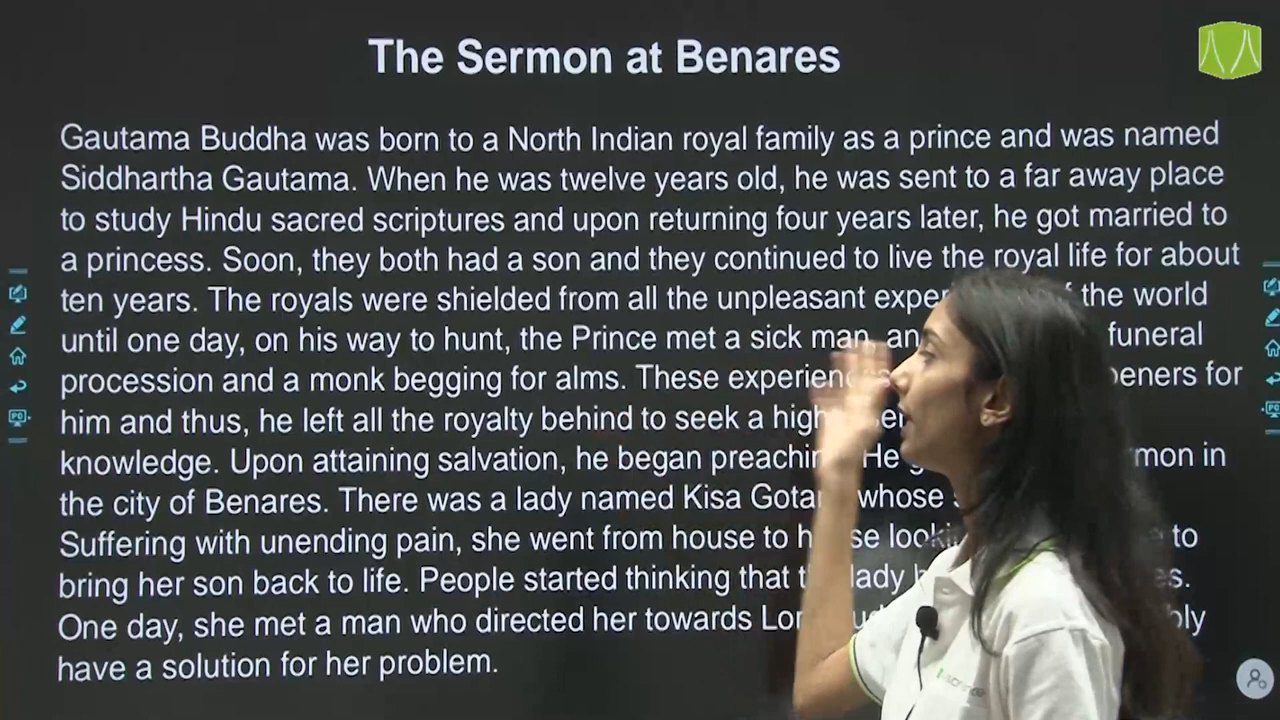 The Sermon at Benares
Gautama Buddha was born to a North Indian royal family as a prince and was named
Siddhartha Gautama. When he was twelve years old, he was sent to a far away place
to study Hindu sacred scriptures and upon returning four years later, he got married to
a princess. Soon, they both had a son and they continued to live the royal life for about
ten years. The royals were shielded from all the unpleasant of the world
until one day, on his way to hunt, the Prince met a sick man, funeral
procession and a monk begging for alms. These for
him and thus, he left all the royalty behind to seek a
knowledge. Upon attaining salvation, he began He in
the city of Benares. There was a lady named Kisa whose
Suffering with unending pain, she went from house to to
bring her son back to life. People started thinking that lady
One day, she met a man who directed her towards
have a solution for her problem.